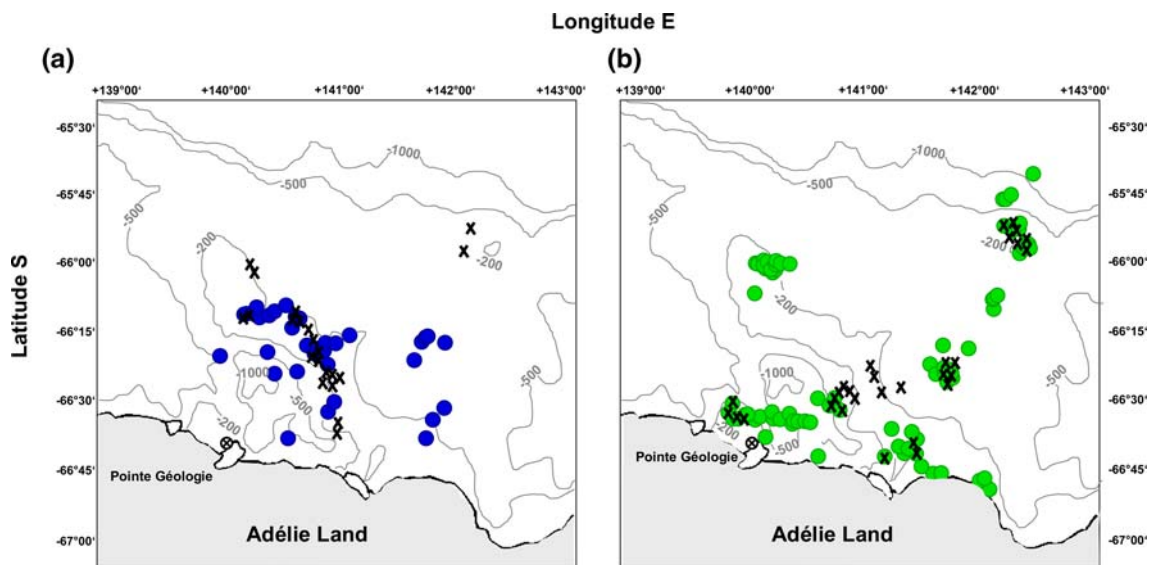 Longitude E
(a)
(b)
+139°00' +140°00' +141°00' +142°00' +143°00'
+139°00' +140°00' +141°00' +142°00' +143°00'
Latitude S
-65°30'
-65°45'
-66°00'
-66°15'
-66°30'
-66°45'
-67°00'
-1000
-500
-500
-200
-200
-1000
-500
-500
-200
Pointe Géologie
Adélie Land
-1000
-500
-500
-200
-200
-1000
-500
-200
-500
Pointe Géologie
Adélie Land
-65°30'
-65°45'
-66°00'
-66°15'
-66°30'
-66°45'
-67°00'
X